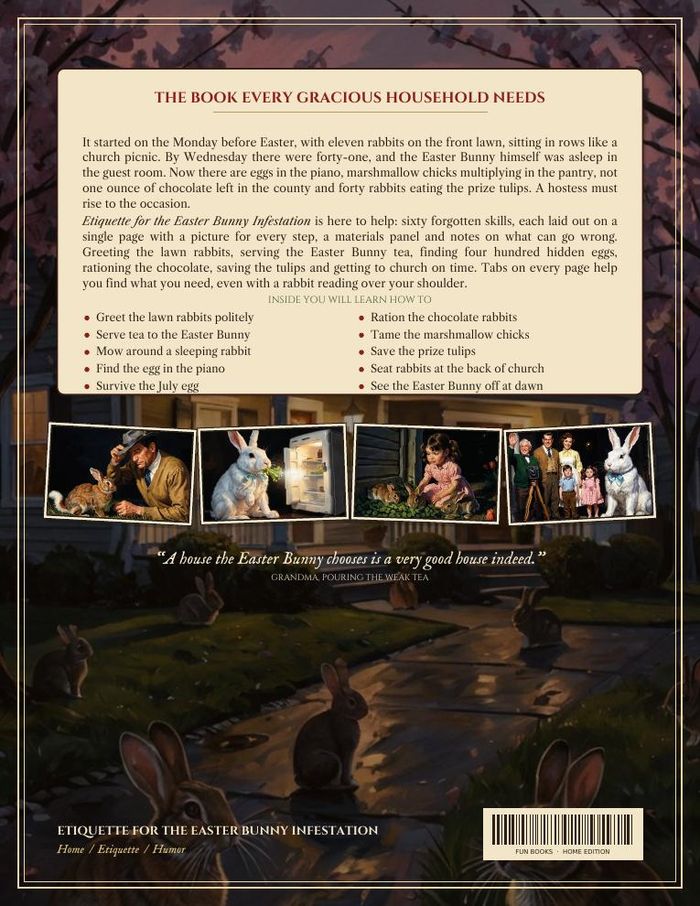 THE BOOK EVERY GRACIOUS HOUSEHOLD NEEDS
It started on the Monday before Easter, with eleven rabbits on the front lawn, sitting in rows like a
church picnic. By Wednesday there were forty-one, and the Easter Bunny himself was asleep in
the guest room. Now there are eggs in the piano, marshmallow chicks multiplying in the pantry, not
one ounce of chocolate left in the county and forty rabbits eating the prize tulips. A hostess must
rise to the occasion.
Etiquette for the Easter Bunny Infestation is here to help: sixty forgotten skills, each laid out on a
single page with a picture for every step, a materials panel and notes on what can go wrong.
Greeting the lawn rabbits, serving the Easter Bunny tea, finding four hundred hidden eggs,
rationing the chocolate, saving the tulips and getting to church on time. Tabs on every page help
you find what you need, even with a rabbit reading over your shoulder.
INSIDE YOU WILL LEARN HOW TO
• Greet the lawn rabbits politely
• Serve tea to the Easter Bunny
• Mow around a sleeping rabbit
• Find the egg in the piano
• Survive the July egg
• Ration the chocolate rabbits
• Tame the marshmallow chicks
• Save the prize tulips
• Seat rabbits at the back of church
• See the Easter Bunny off at dawn
“A house the Easter Bunny chooses is a very good house indeed.”
GRANDMA, POURING THE WEAK TEA
ETIQUETTE FOR THE EASTER BUNNY INFESTATION
Home / Etiquette / Humor
FUN BOOKS · HOME EDITION